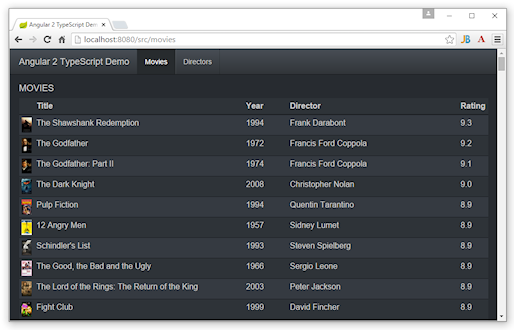 Angular 2 TypeScript Demo
localhost:8080/src/movies
Angular 2 TypeScript Demo Movies Directors
MOVIES
Title Year Director Rating
The Shawshank Redemption 1994 Frank Darabont 9.3
The Godfather 1972 Francis Ford Coppola 9.2
The Godfather: Part II 1974 Francis Ford Coppola 9.1
The Dark Knight 2008 Christopher Nolan 9.0
Pulp Fiction 1994 Quentin Tarantino 8.9
12 Angry Men 1957 Sidney Lumet 8.9
Schindler's List 1993 Steven Spielberg 8.9
The Good, the Bad and the Ugly 1966 Sergio Leone 8.9
The Lord of the Rings: The Return of the King 2003 Peter Jackson 8.9
Fight Club 1999 David Fincher 8.9